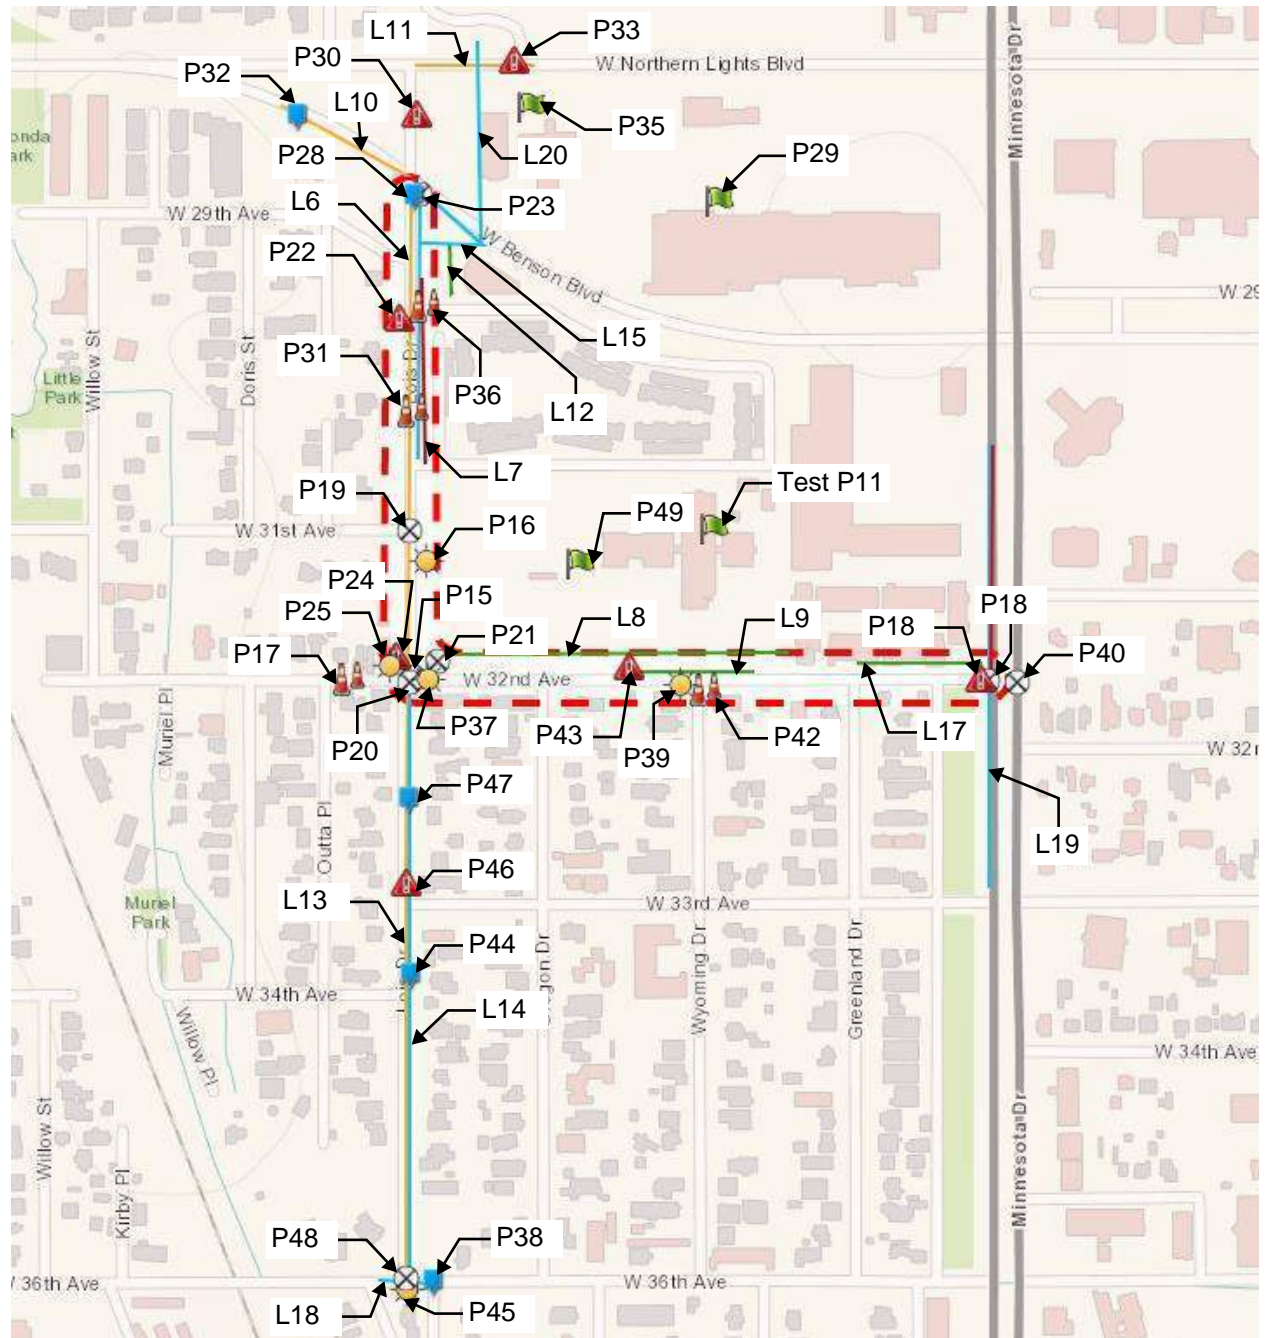 L11
P33
P30
W Northern Lights Blvd
Minnesota Dr
P32
L10
P35
onda
ark
P28
L20
P29
L6
P23
W 29th Ave
P22
W Benson Blvd
W 29
L15
Willow St
Doris St
Lois Dr
P31
Little
Park
P36
L12
L7
P19
Test P11
W 31st Ave
P16
P49
P24
P15
P25
P21
L8
L9
P18
P18
P17
P40
W 32nd Ave
Muriel Pl
P20
P37
P43
P39
P42
L17
W 32n
P47
Outta Pl
L19
P46
Muriel
Park
L13
W 33rd Ave
P44
Wyoming Dr
Greenland Dr
W 34th Ave
L14
Willow Pl
W 34th Ave
Willow St
Kirby Pl
Minnesota Dr
P48
P38
W 36th Ave
W 36th Ave
L18
P45